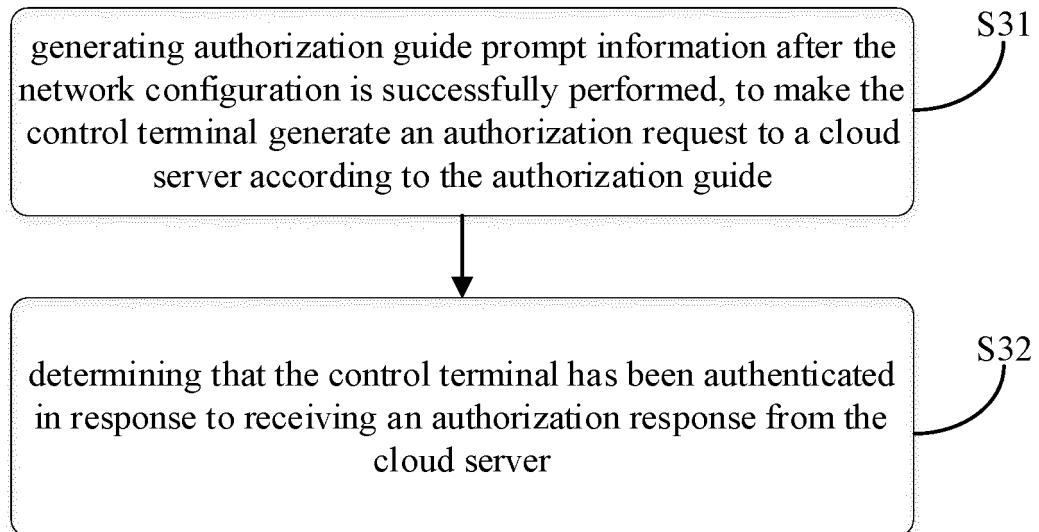 S31
generating authorization guide prompt information after the
network configuration is successfully performed, to make the
control terminal generate an authorization request to a cloud
server according to the authorization guide
S32
determining that the control terminal has been authenticated
in response to receiving an authorization response from the
cloud server